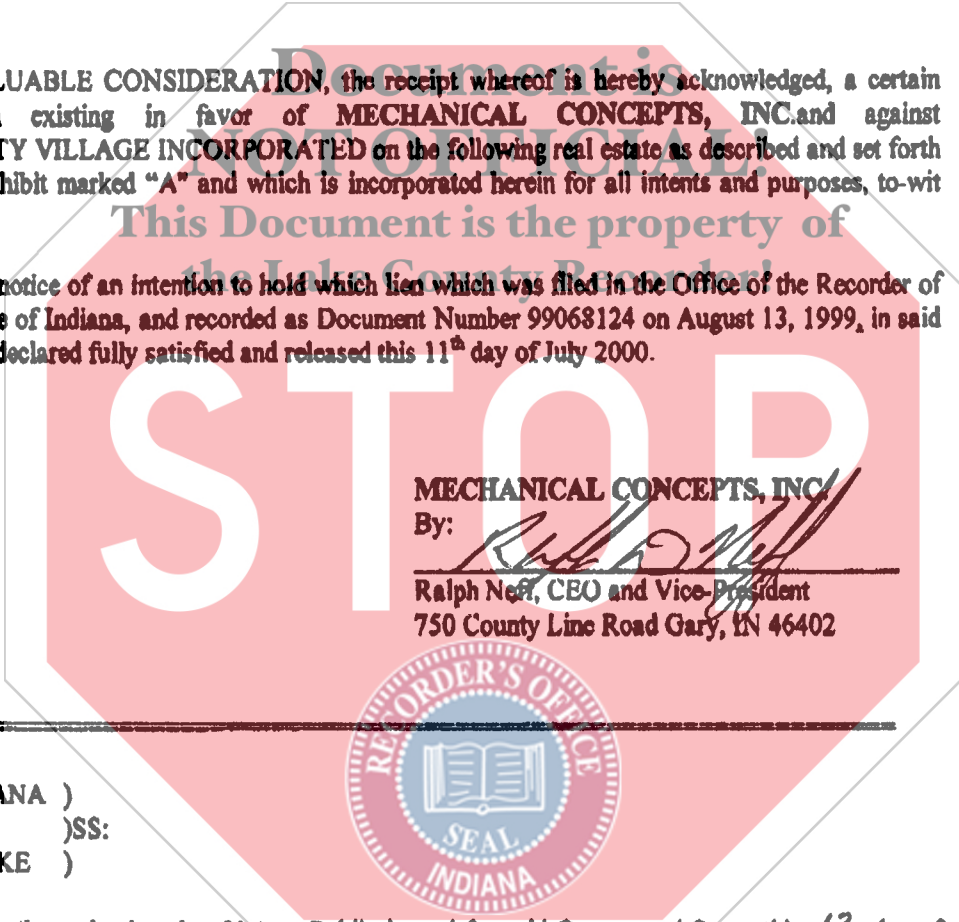 Document is
LUABLE CONSIDERATION, the receipt whereof is hereby acknowledged, a certain
existing in favor of MECHANICAL CONCEPTS, INC.and against
TY VILLAGE INCORPORATED on the following real estate as described and set forth
NOT OFFICIAL!
hibit marked “A” and which is incorporated herein for all intents and purposes, to-wit
This Document is the property of
the Lake County Recorder!
notice of an intention to hold which lien which was filed in the Office of the Recorder of
e of Indiana, and recorded as Document Number 99068124 on August 13, 1999, in said
declared fully satisfied and released this 11th day of July 2000.
STOP
MECHANICAL CONCEPTS, INC.
By:
Ralph Neff, CEO and Vice-President
750 County Line Road Gary, IN 46402
RECORDER'S OFFICE
SEAL
INDIANA
ANA )
)SS:
KE )